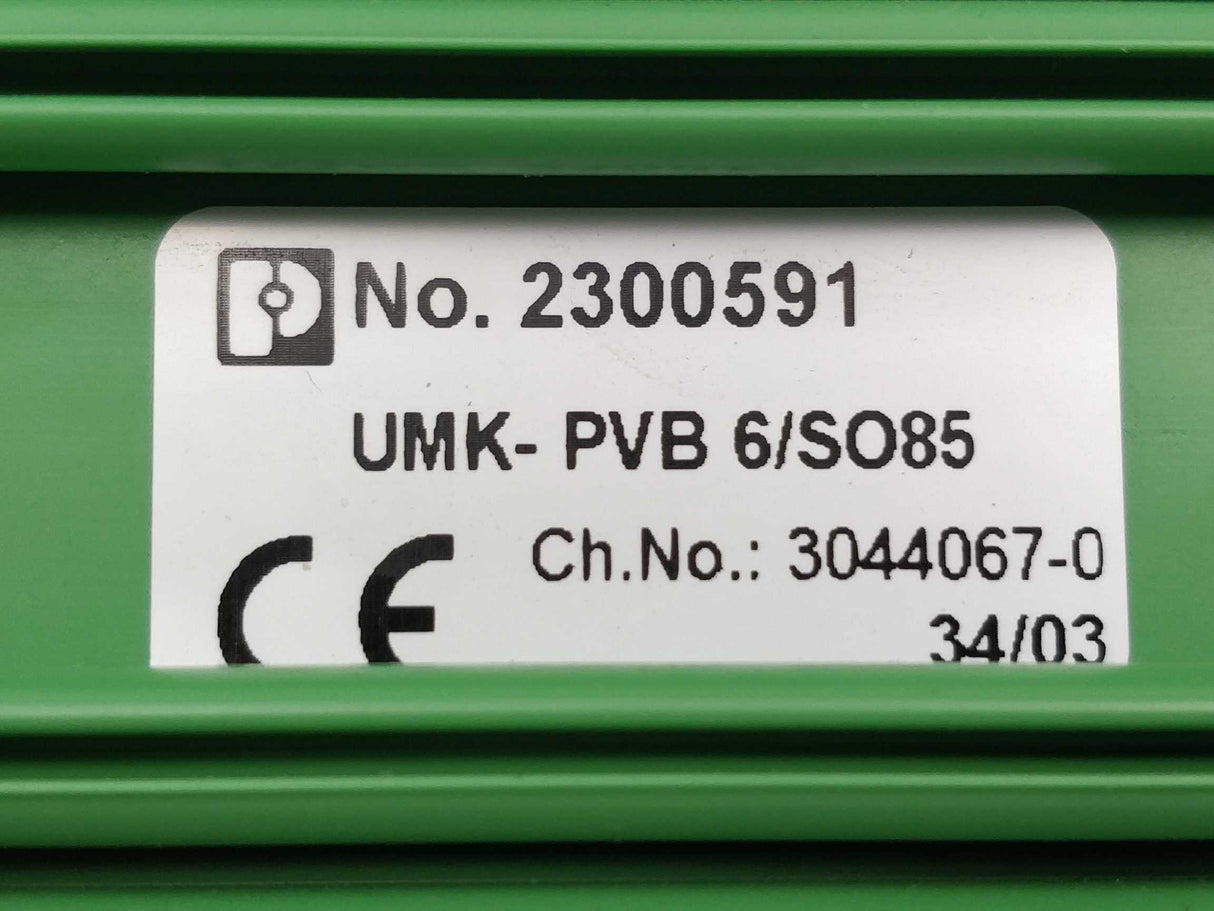 No. 2300591
UMK- PVB 6/SO85
CE
Ch.No.: 3044067-0
34/03